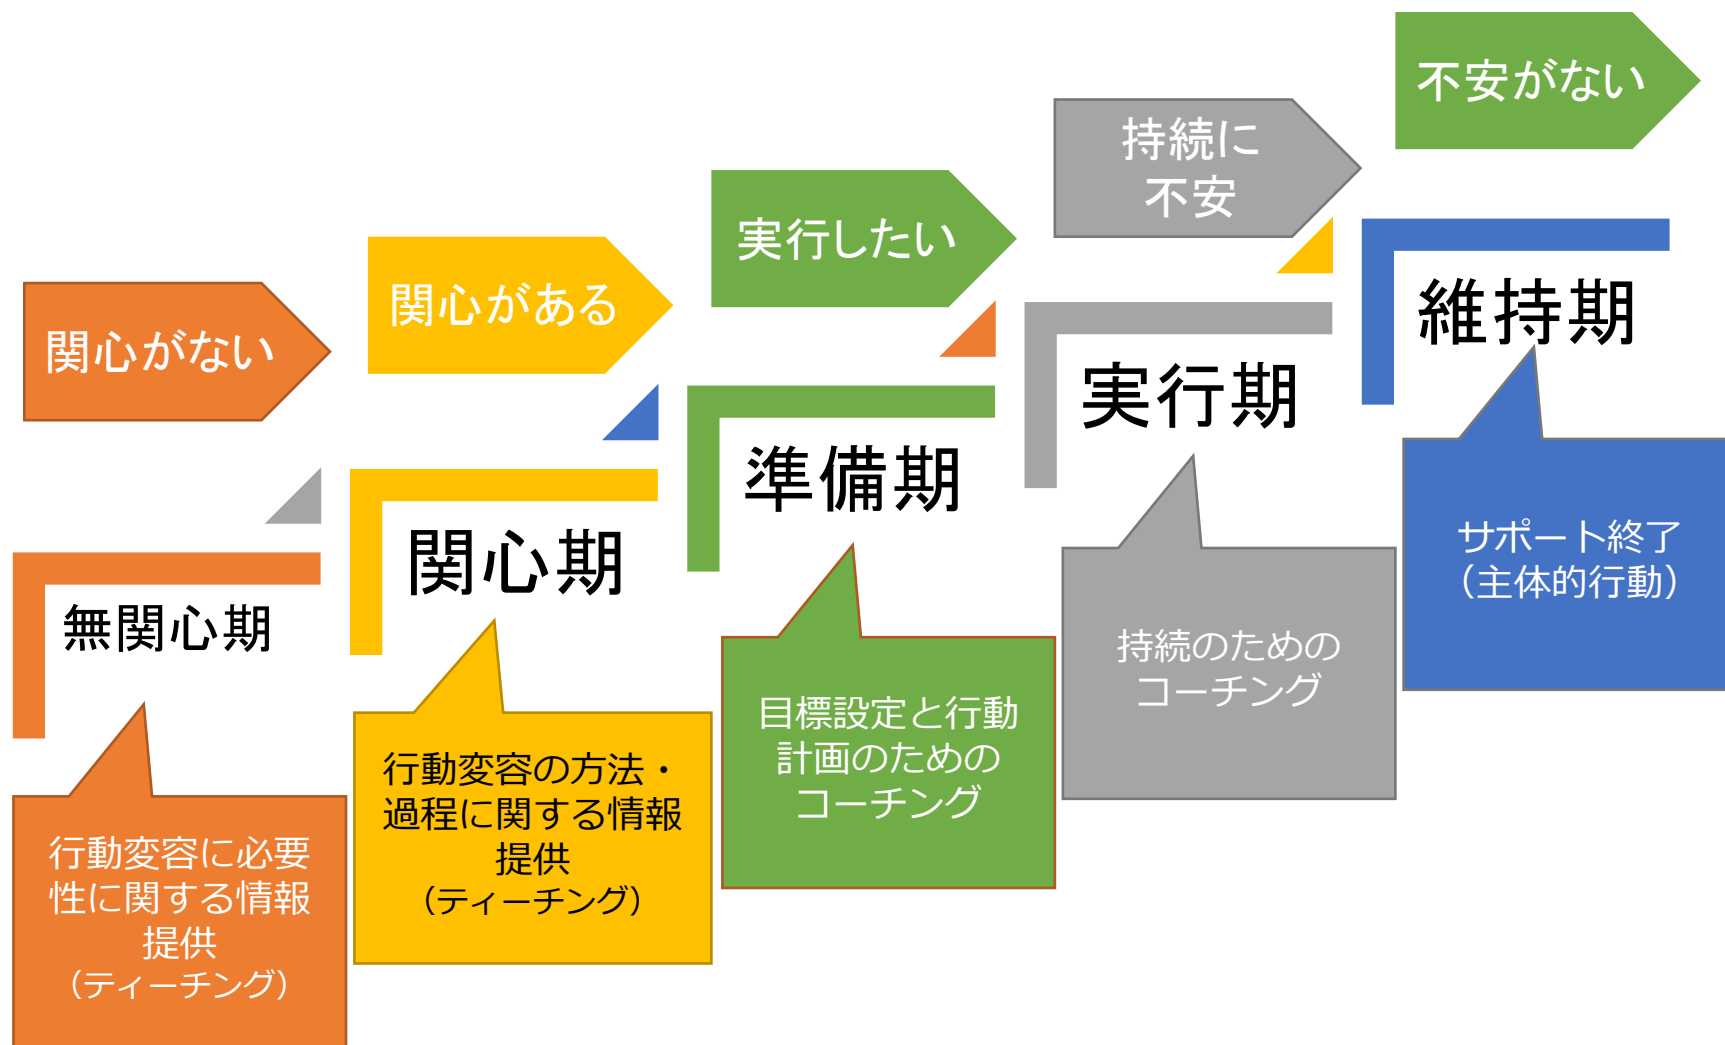 関心がない
無関心期
行動変容に必要
性に関する情報
提供
（ティーチング）
関心がある
関心期
行動変容の方法・
過程に関する情報
提供
（ティーチング）
実行したい
準備期
目標設定と行動
計画のための
コーチング
持続に
不安
実行期
持続のための
コーチング
不安がない
維持期
サポート終了
（主体的行動）